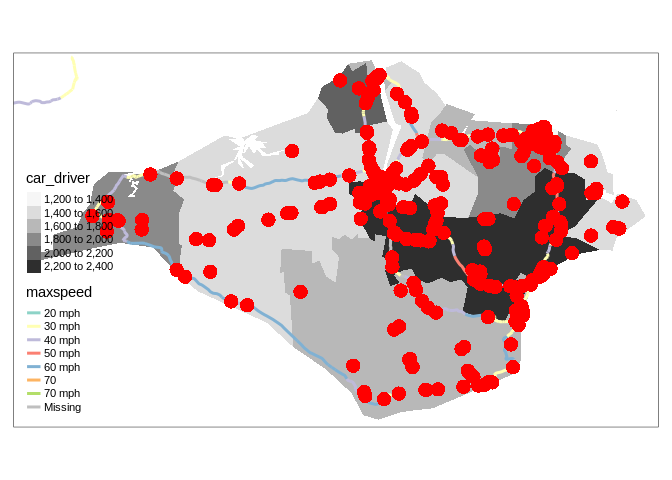 car_driver
1,200 to 1,400
1,400 to 1,600
1,600 to 1,800
1,800 to 2,000
2,000 to 2,200
2,200 to 2,400
maxspeed
20 mph
30 mph
40 mph
50 mph
60 mph
70
70 mph
Missing